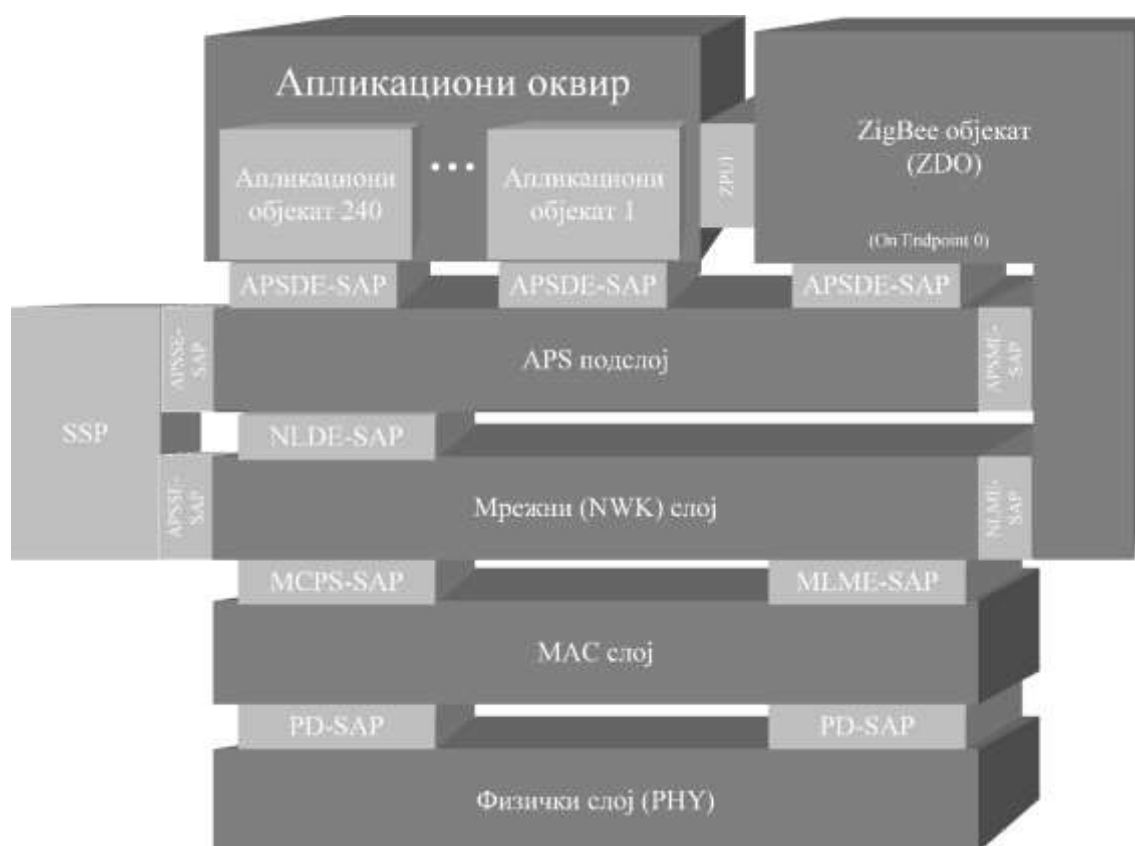 Апликациони оквир
ZigBee објекат
(ZDO)
Апликациони
објекат 240
...
Апликациони
објекат 1
ZPUI
(On Endpoint 0)
APSDE-SAP
APSDE-SAP
APSDE-SAP
SSP
APSSE-
SAP
APS подслој
APSME-
SAP
NLDE-SAP
APSSE-
SAP
Мрежни (NWK) слој
NLME-
SAP
MCPS-SAP
MLME-SAP
MAC слој
PD-SAP
PD-SAP
Физички слој (PHY)